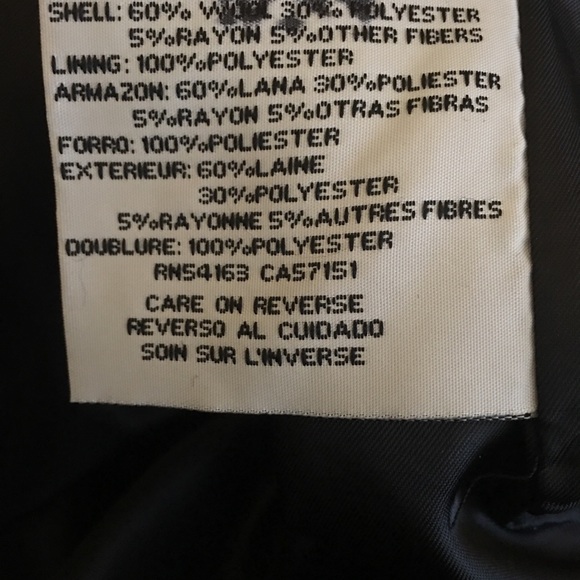 SHELL: 60% WOOL 30% POLYESTER
5%RAYON 5%OTHER FIBERS
LINING: 100%POLYESTER
ARMAZON: 60%LANA 30%POLIESTER
5%RAYON 5%OTRAS FIBRAS
FORRO: 100%POLIESTER
EXTERIEUR: 60%LAINE
30%POLYESTER
5%RAYONNE 5%AUTRES FIBRES
DOUBLURE: 100%POLYESTER
RN54163 CA57151
CARE ON REVERSE
REVERSO AL CUIDADO
SOIN SUR L'INVERSE